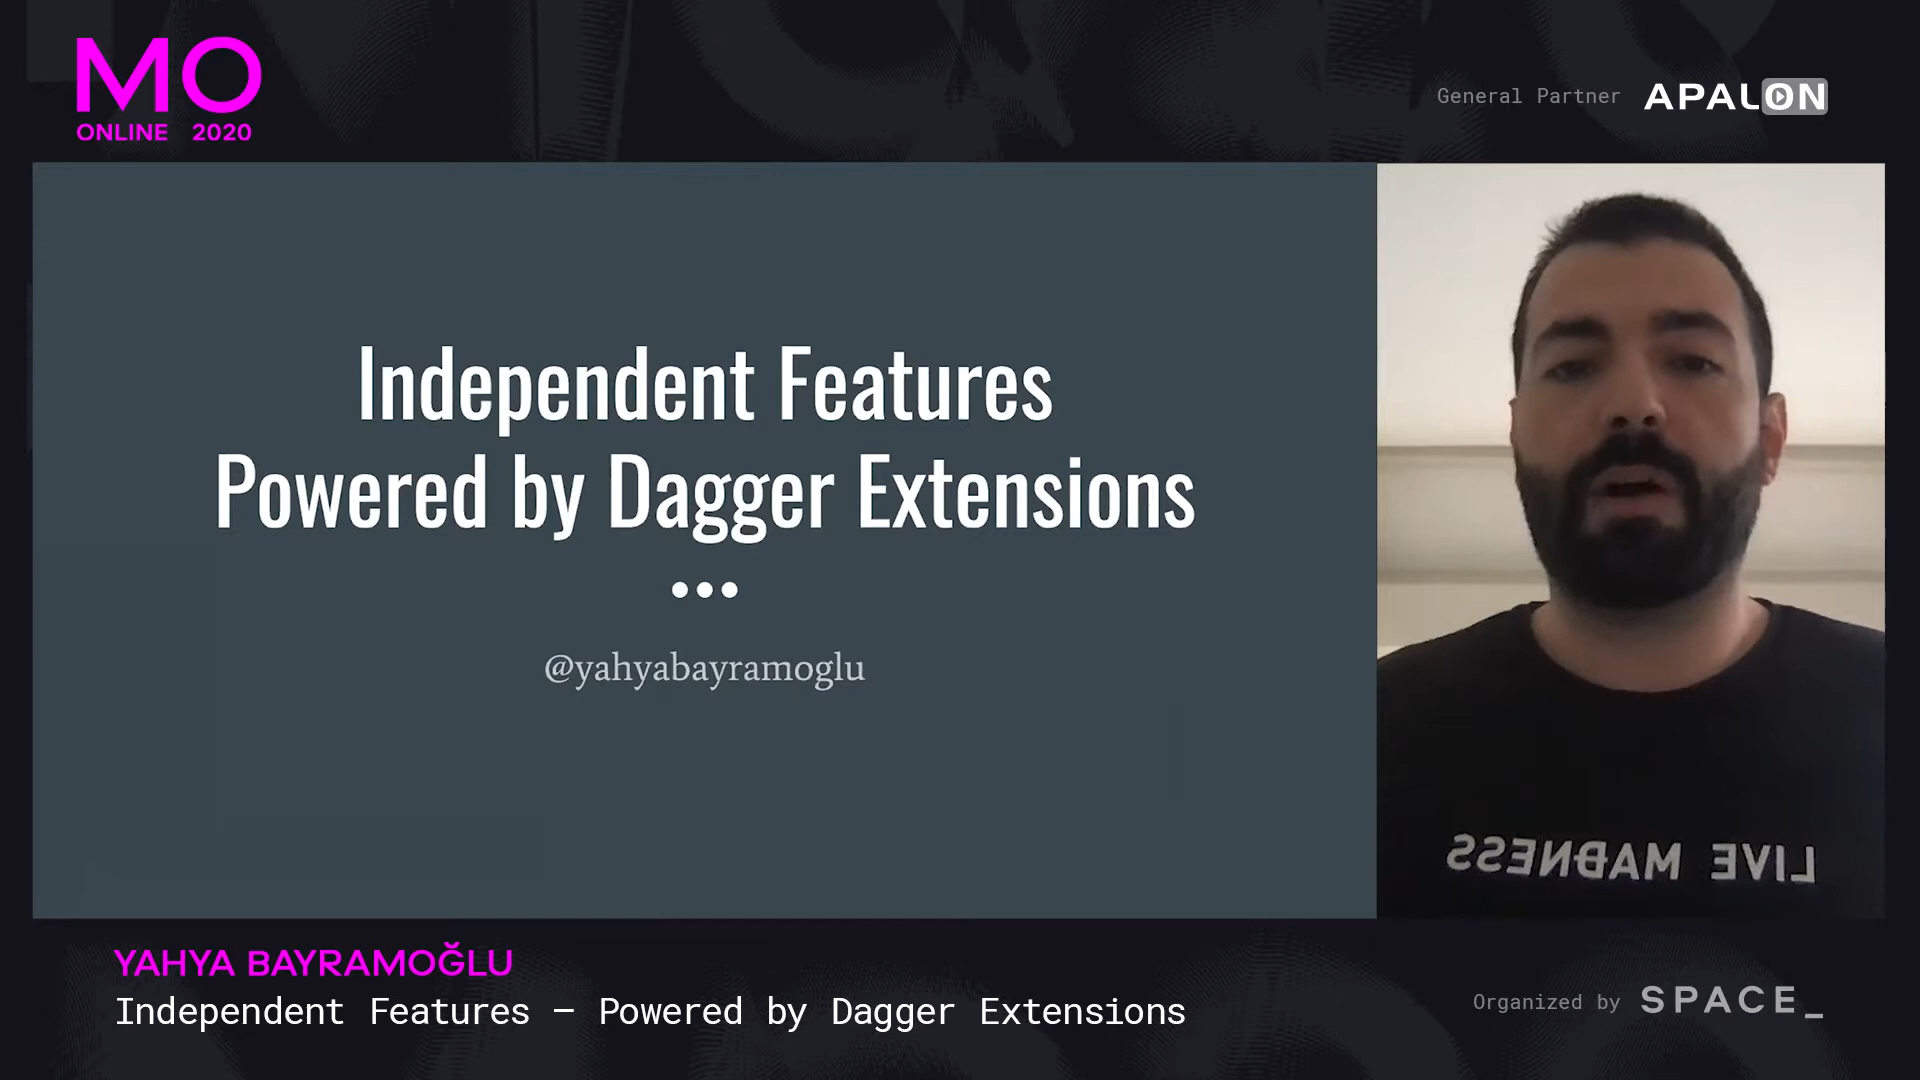 MO
ONLINE 2020
General Partner APALON
Independent Features
Powered by Dagger Extensions
@yahyabayramoglu
LIVE MADNESS
YAHYA BAYRAMOĞLU
Independent Features — Powered by Dagger Extensions
Organized by SPACE_